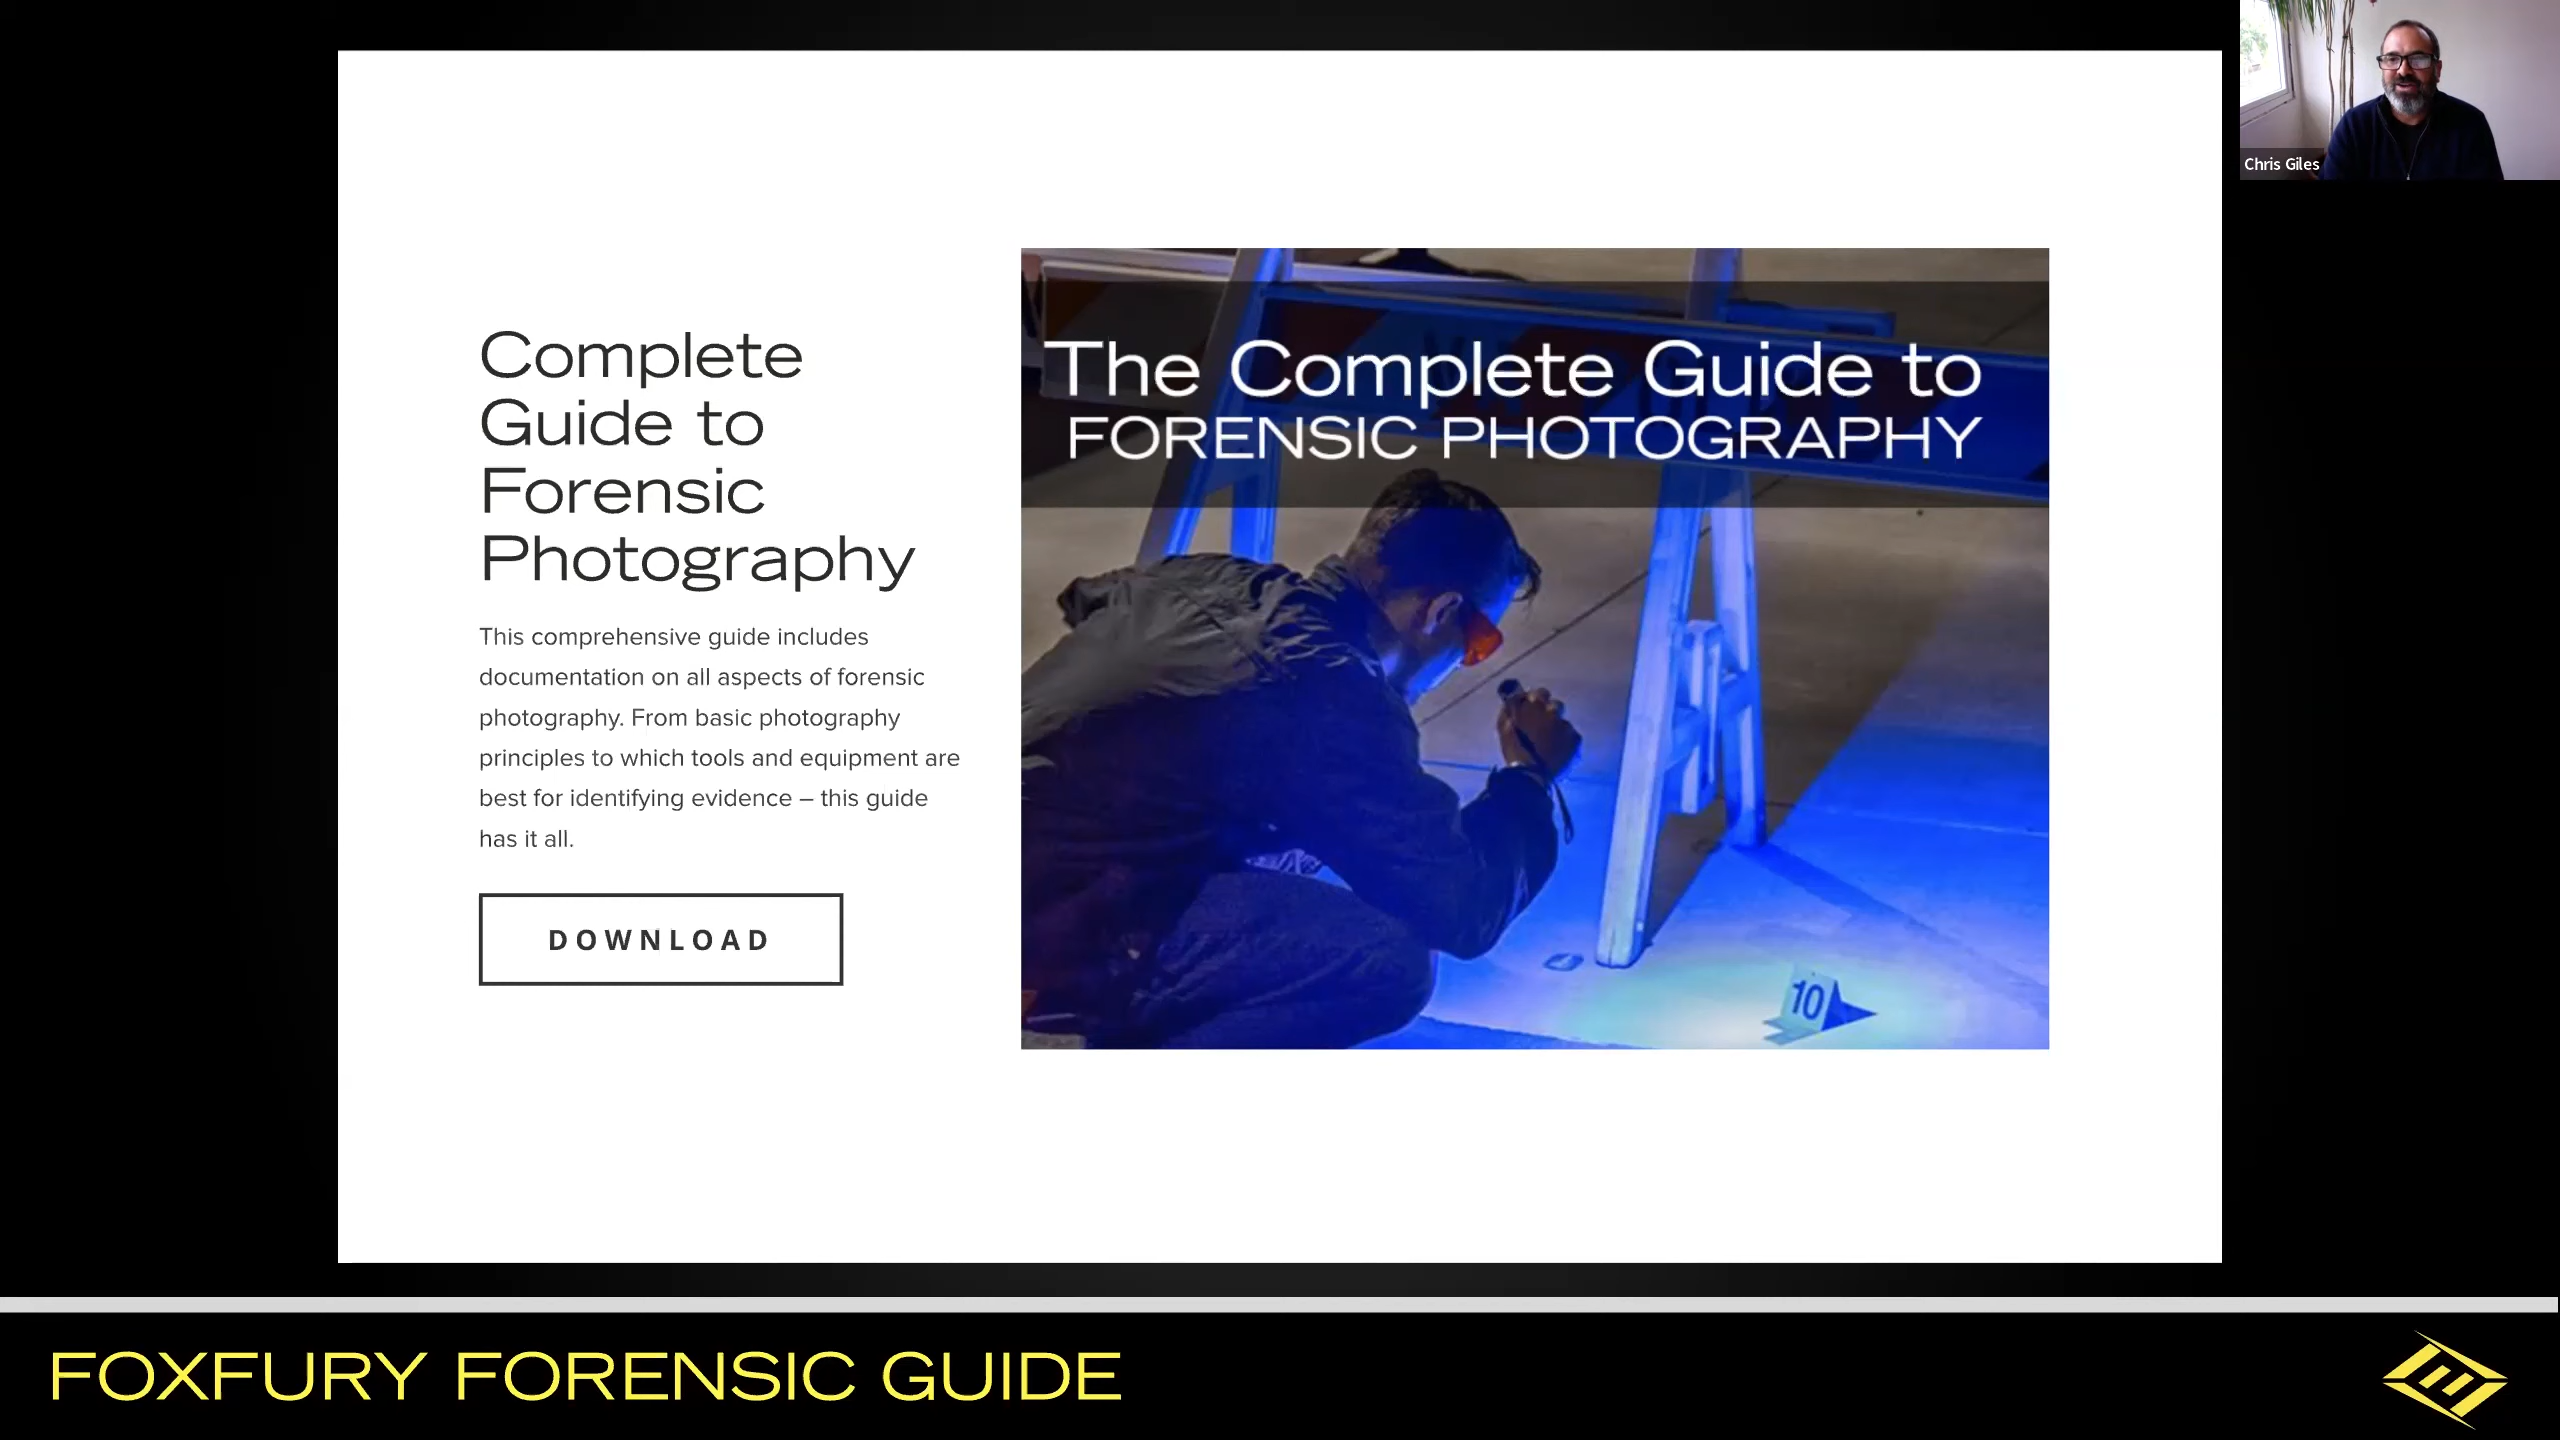 Chris Giles
Complete
Guide to
Forensic
Photography
This comprehensive guide includes
documentation on all aspects of forensic
photography. From basic photography
principles to which tools and equipment are
best for identifying evidence – this guide
has it all.
DOWNLOAD
The Complete Guide to
FORENSIC PHOTOGRAPHY
10
FOXFURY FORENSIC GUIDE